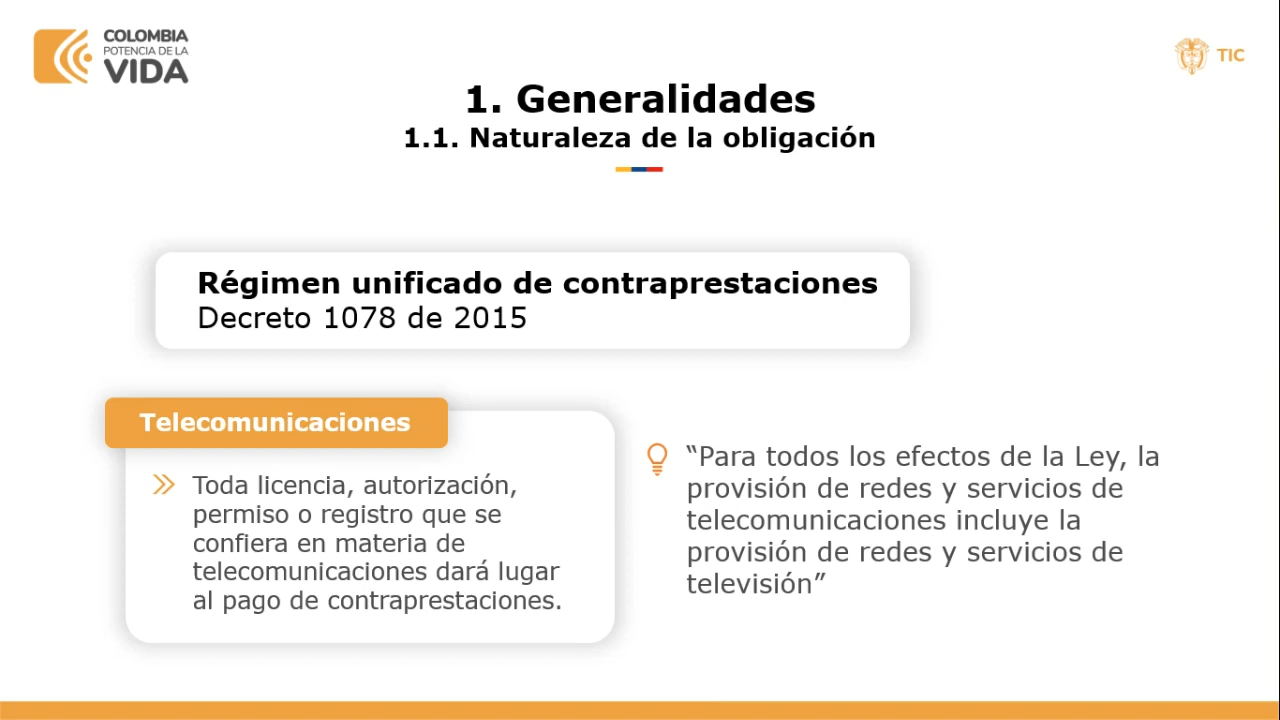 COLOMBIA
POTENCIA DE LA
VIDA
TIC
1. Generalidades
1.1. Naturaleza de la obligación
Régimen unificado de contraprestaciones
Decreto 1078 de 2015
Telecomunicaciones
Toda licencia, autorización,
permiso o registro que se
confiera en materia de
telecomunicaciones dará lugar
al pago de contraprestaciones.
“Para todos los efectos de la Ley, la
provisión de redes y servicios de
telecomunicaciones incluye la
provisión de redes y servicios de
televisión”